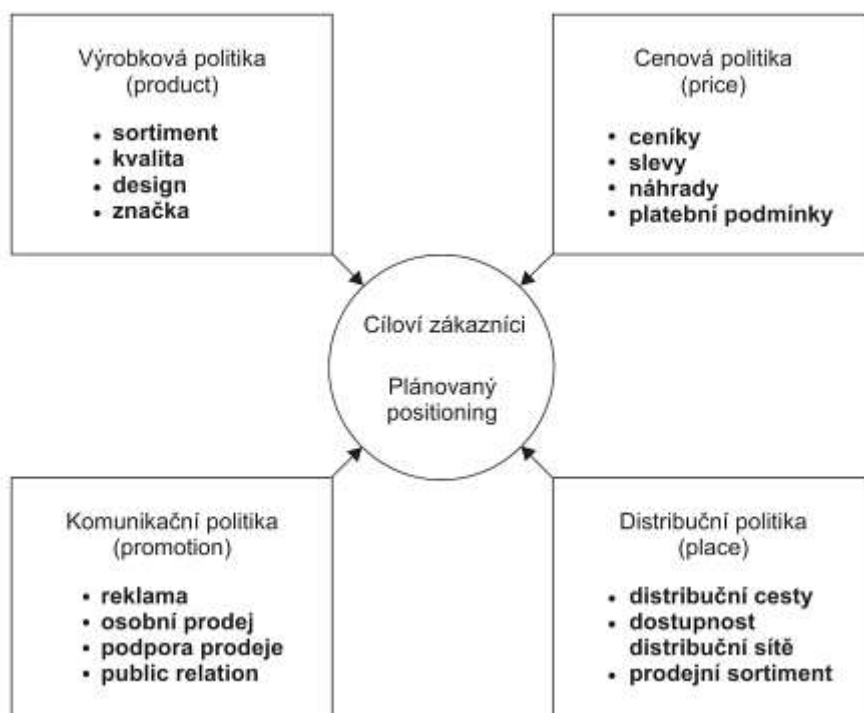 Výrobková politika
(product)
• sortiment
• kvalita
• design
• značka
Cenová politika
(price)
• ceníky
• slevy
• náhrady
• platební podmínky
Cíloví zákazníci
Plánovaný
positioning
Komunikační politika
(promotion)
• reklama
• osobní prodej
• podpora prodeje
• public relation
Distribuční politika
(place)
• distribuční cesty
• dostupnost
distribuční sítě
• prodejní sortiment